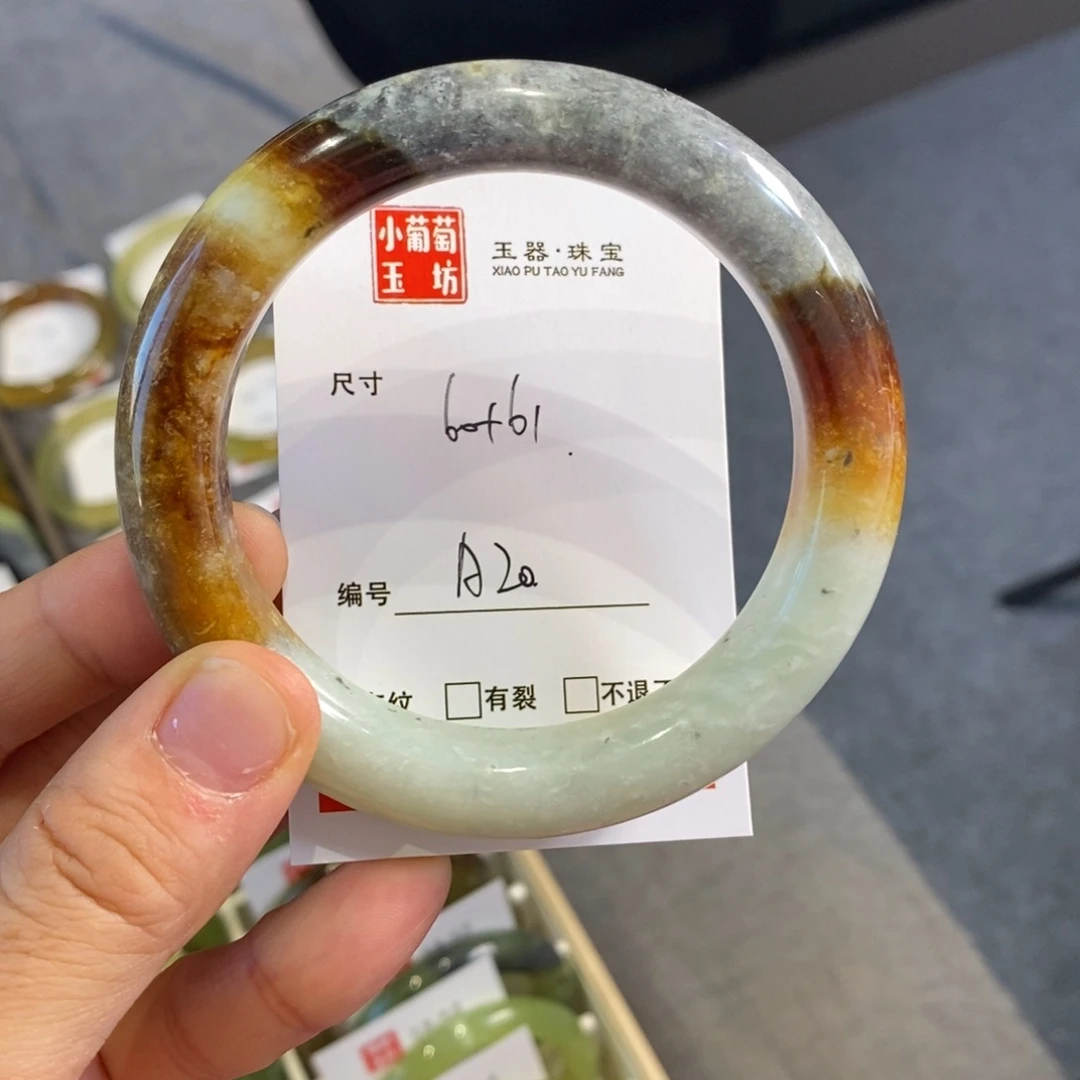 小葡萄
玉坊
玉器·珠宝
XIAO PU TAO YU FANG
尺寸 60+61
编号 A20
纹 □有裂 □不退